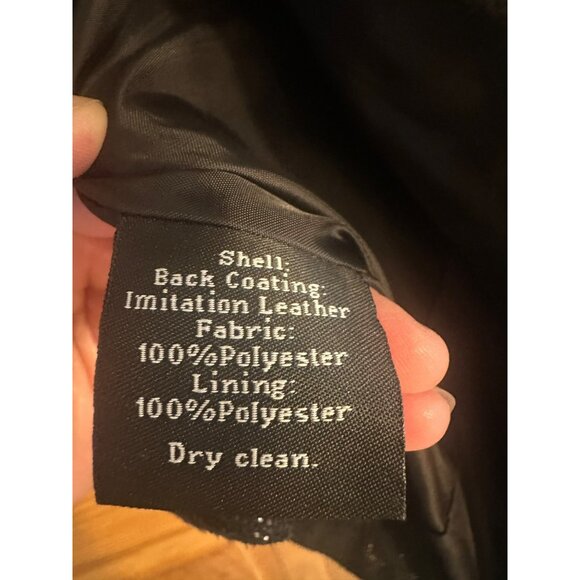 Shell:
Back Coating:
Imitation Leather
Fabric:
100%Polyester
Lining:
100%Polyester
Dry clean.